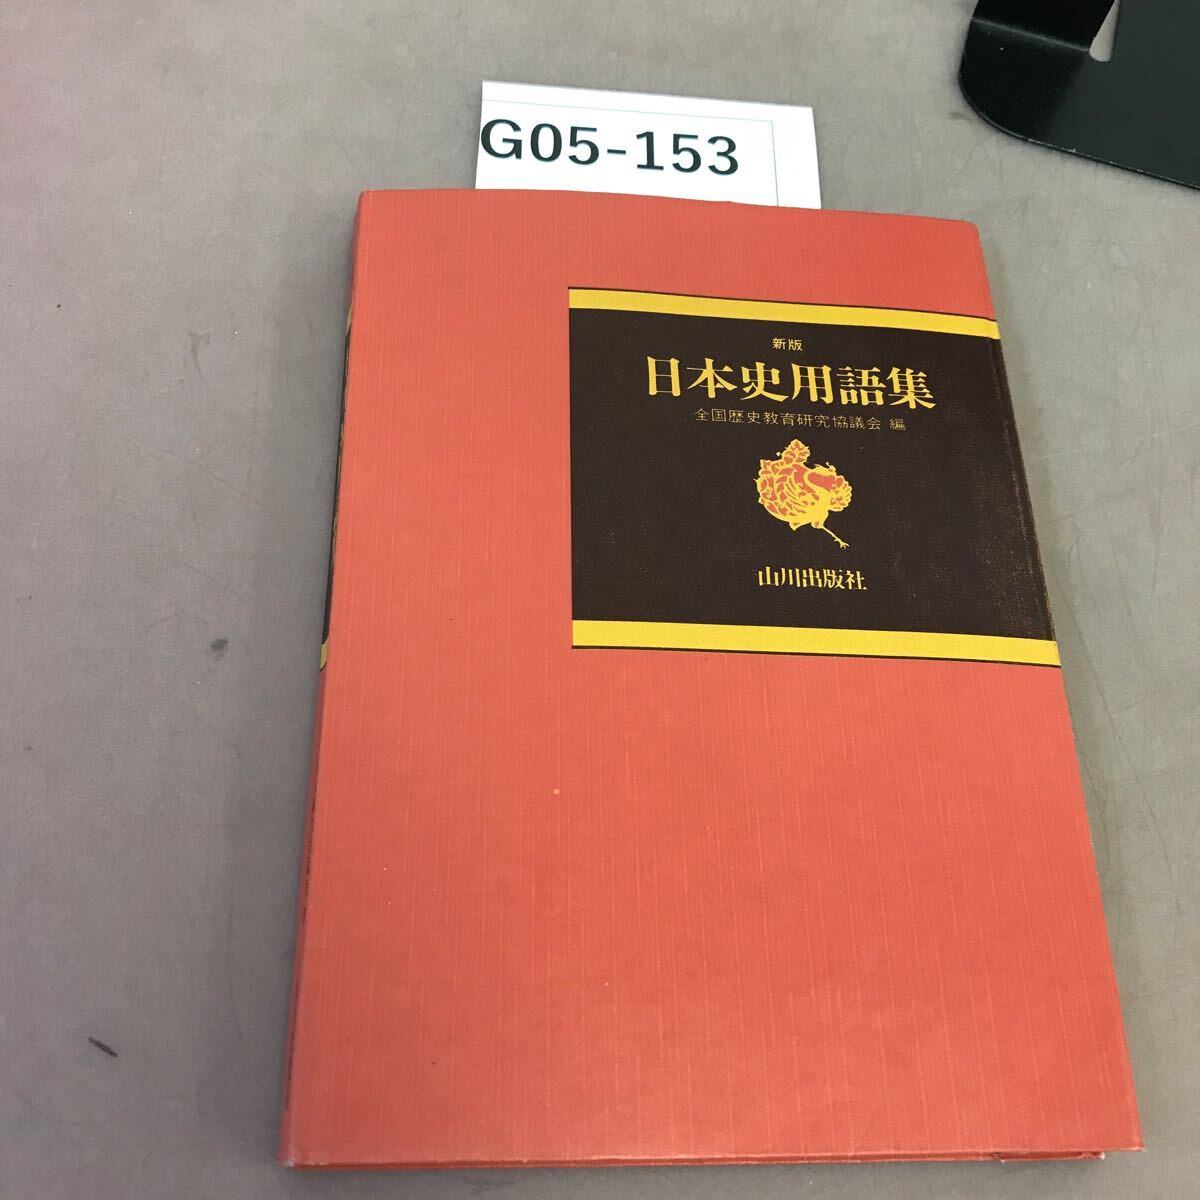 G05-153
新版
日本史用語集
全国歴史教育研究協議会 編
山川出版社